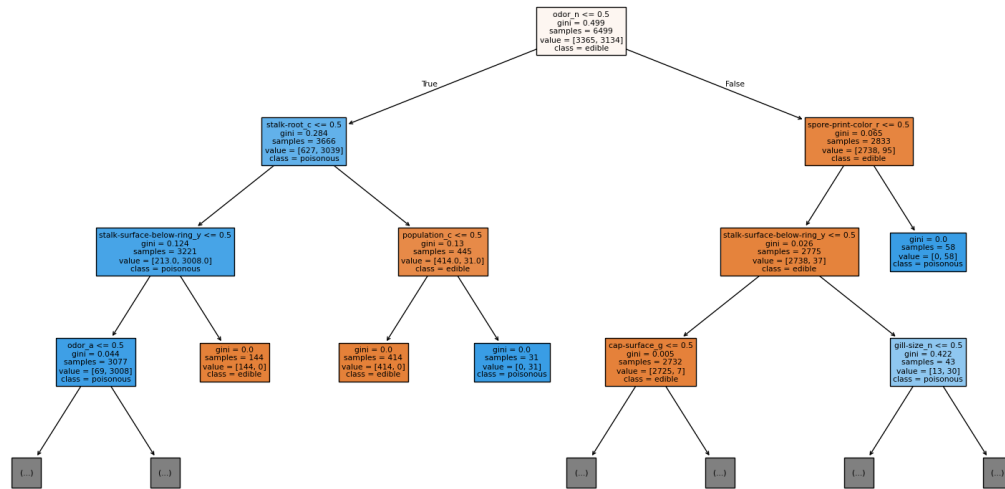 odor_n <= 0.5
gini = 0.499
samples = 6499
value = [3365, 3134]
class = edible
True
False
stalk-root_c <= 0.5
gini = 0.284
samples = 3666
value = [627, 3039]
class = poisonous
spore-print-color_r <= 0.5
gini = 0.065
samples = 2833
value = [2738, 95]
class = edible
stalk-surface-below-ring_y <= 0.5
gini = 0.124
samples = 3221
value = [213.0, 3008.0]
class = poisonous
population_c <= 0.5
gini = 0.13
samples = 445
value = [414.0, 31.0]
class = edible
stalk-surface-below-ring_y <= 0.5
gini = 0.026
samples = 2775
value = [2738, 37]
class = edible
gini = 0.0
samples = 58
value = [0, 58]
class = poisonous
odor_a <= 0.5
gini = 0.044
samples = 3077
value = [69, 3008]
class = poisonous
gini = 0.0
samples = 144
value = [144, 0]
class = edible
gini = 0.0
samples = 414
value = [414, 0]
class = edible
gini = 0.0
samples = 31
value = [0, 31]
class = poisonous
cap-surface_g <= 0.5
gini = 0.005
samples = 2732
value = [2725, 7]
class = edible
gill-size_n <= 0.5
gini = 0.422
samples = 43
value = [13, 30]
class = poisonous
(...)
(...)
(...)
(...)
(...)
(...)